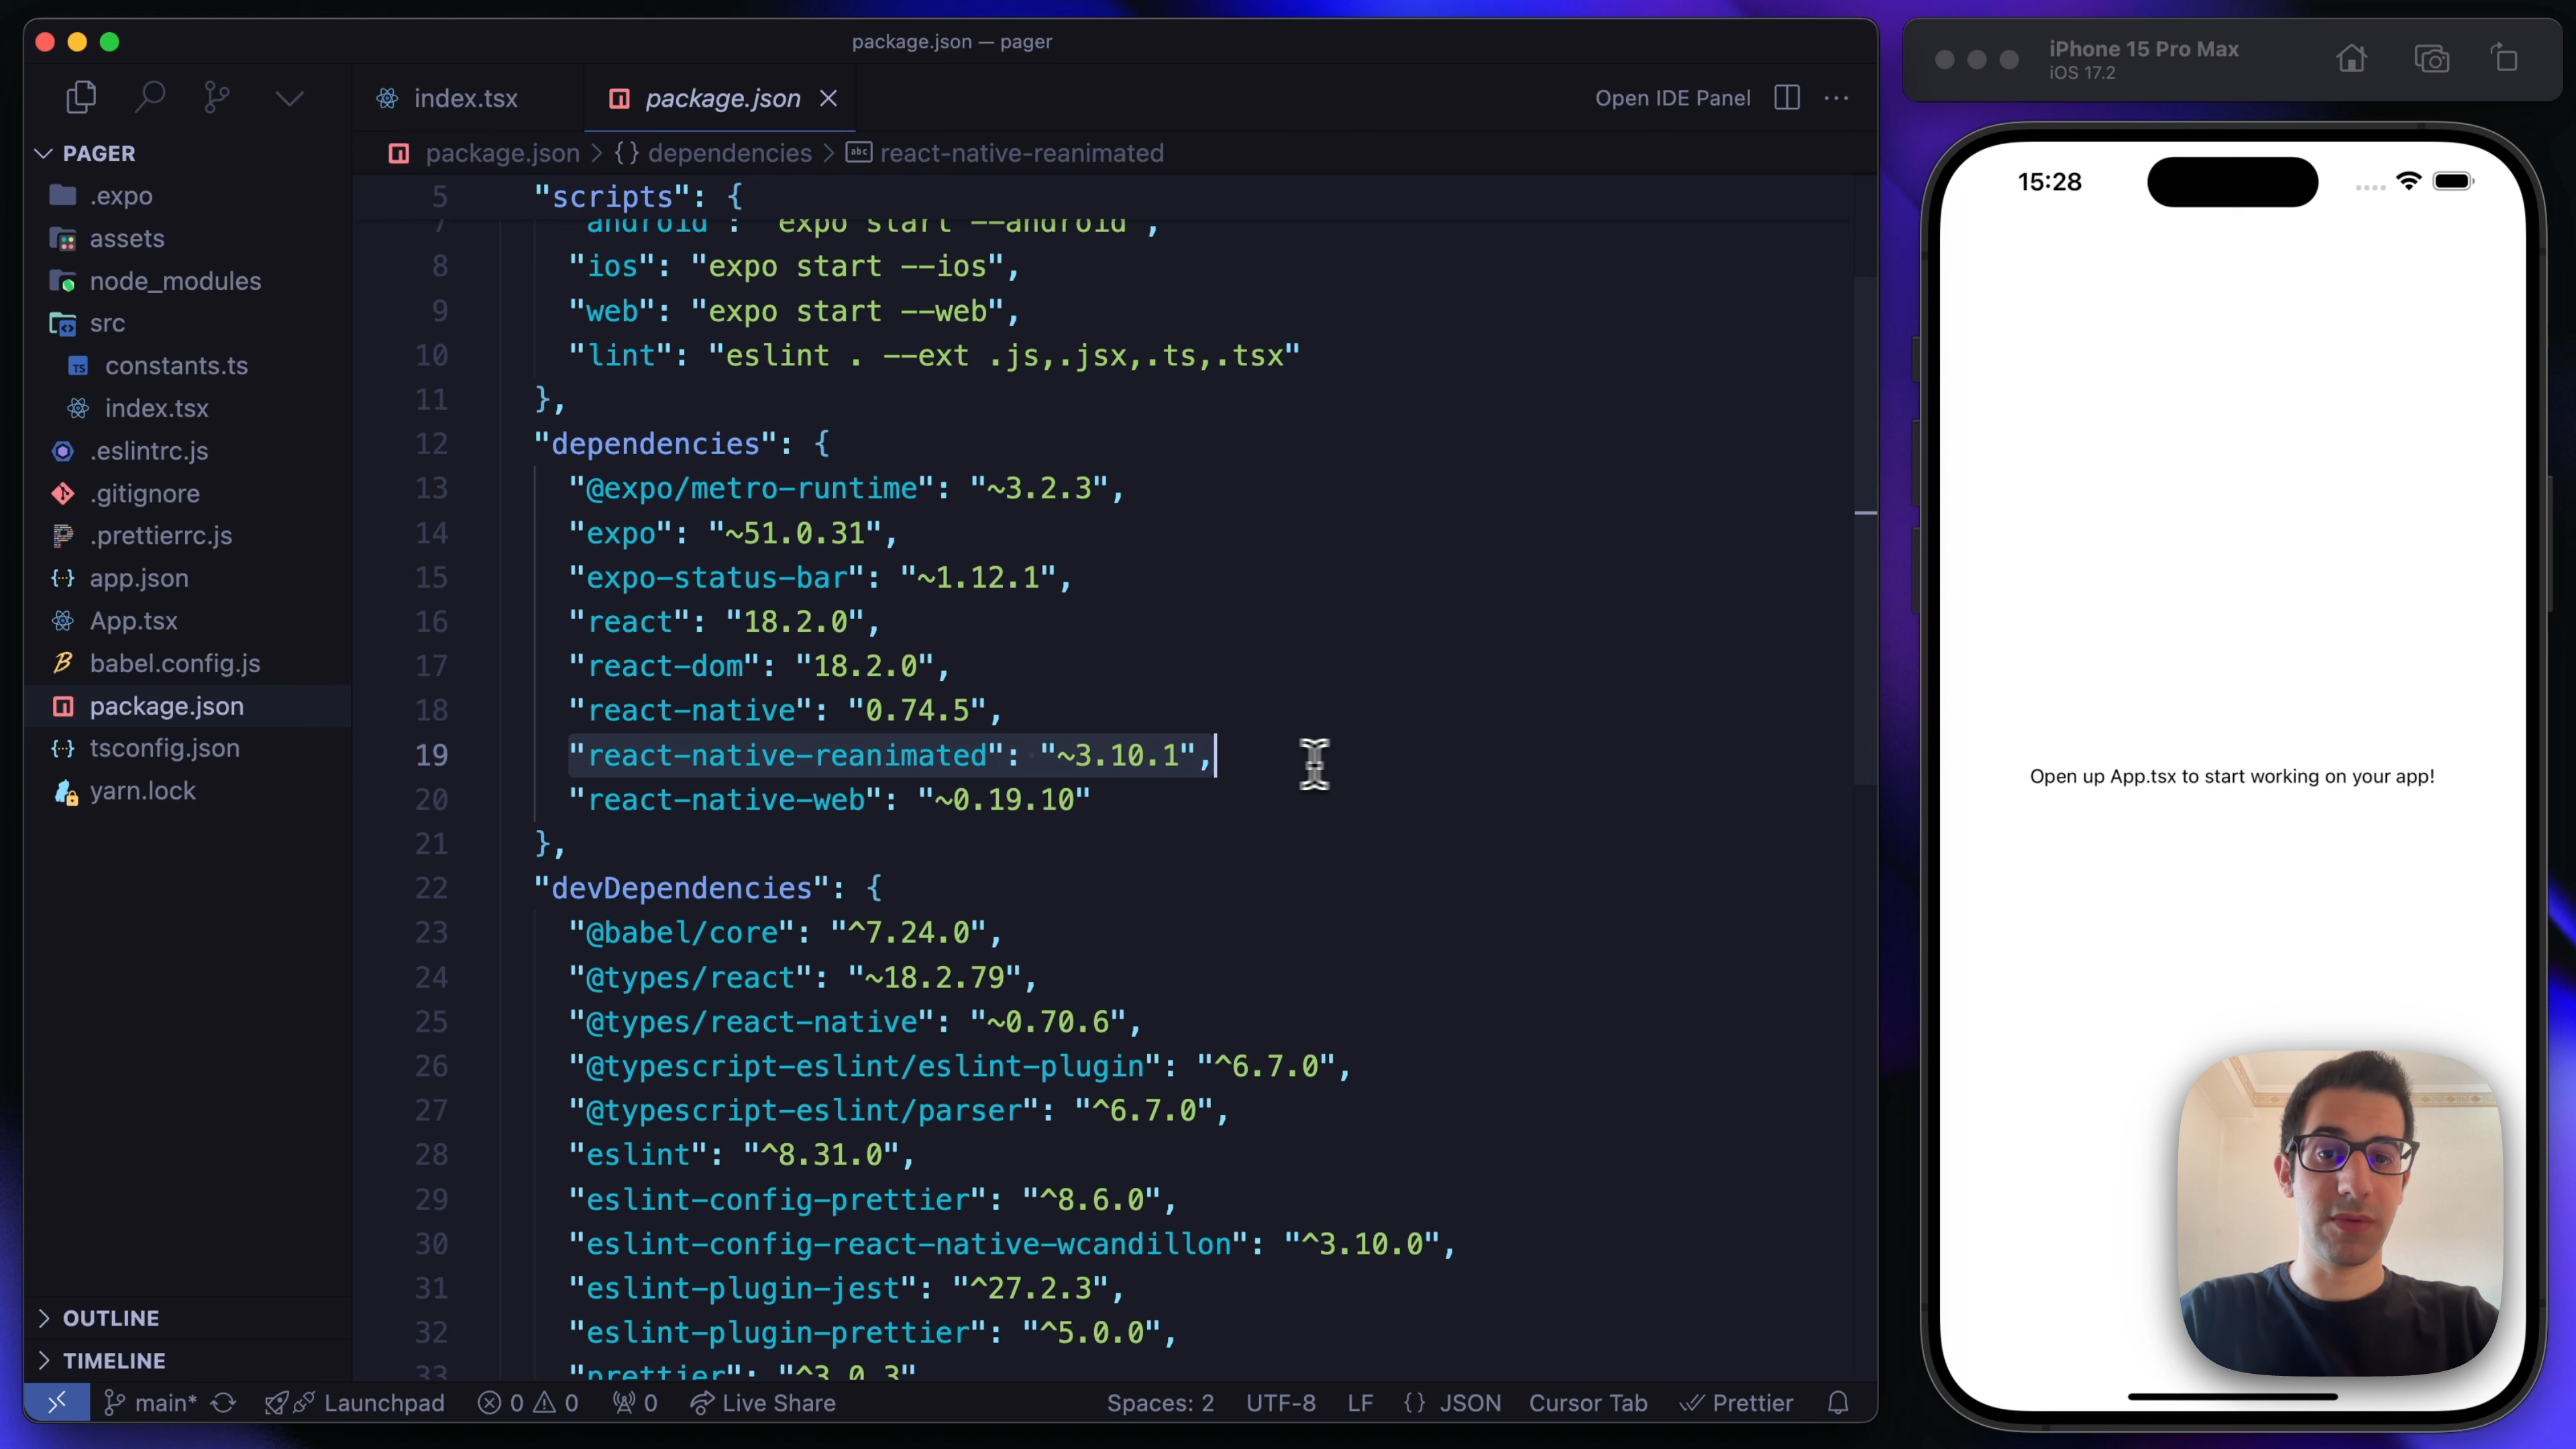 package.json — pager
index.tsx
package.json
Open IDE Panel
PAGER
.expo
assets
node_modules
src
constants.ts
index.tsx
.eslintrc.js
.gitignore
.prettierrc.js
app.json
App.tsx
babel.config.js
package.json
tsconfig.json
yarn.lock
OUTLINE
TIMELINE
package.json > {} dependencies > abc react-native-reanimated
5 "scripts": {
7 "android": "expo start --android",
8 "ios": "expo start --ios",
9 "web": "expo start --web",
10 "lint": "eslint . --ext .js,.jsx,.ts,.tsx"
11 },
12 "dependencies": {
13 "@expo/metro-runtime": "~3.2.3",
14 "expo": "~51.0.31",
15 "expo-status-bar": "~1.12.1",
16 "react": "18.2.0",
17 "react-dom": "18.2.0",
18 "react-native": "0.74.5",
19 "react-native-reanimated": "~3.10.1",
20 "react-native-web": "~0.19.10"
21 },
22 "devDependencies": {
23 "@babel/core": "^7.24.0",
24 "@types/react": "~18.2.79",
25 "@types/react-native": "~0.70.6",
26 "@typescript-eslint/eslint-plugin": "^6.7.0",
27 "@typescript-eslint/parser": "^6.7.0",
28 "eslint": "^8.31.0",
29 "eslint-config-prettier": "^8.6.0",
30 "eslint-config-react-native-wcandillon": "^3.10.0",
31 "eslint-plugin-jest": "^27.2.3",
32 "eslint-plugin-prettier": "^5.0.0",
33 "prettier": "^3.0.3"
main* Launchpad 0 0 0 Live Share Spaces: 2 UTF-8 LF {} JSON Cursor Tab Prettier
iPhone 15 Pro Max
iOS 17.2
15:28
Open up App.tsx to start working on your app!